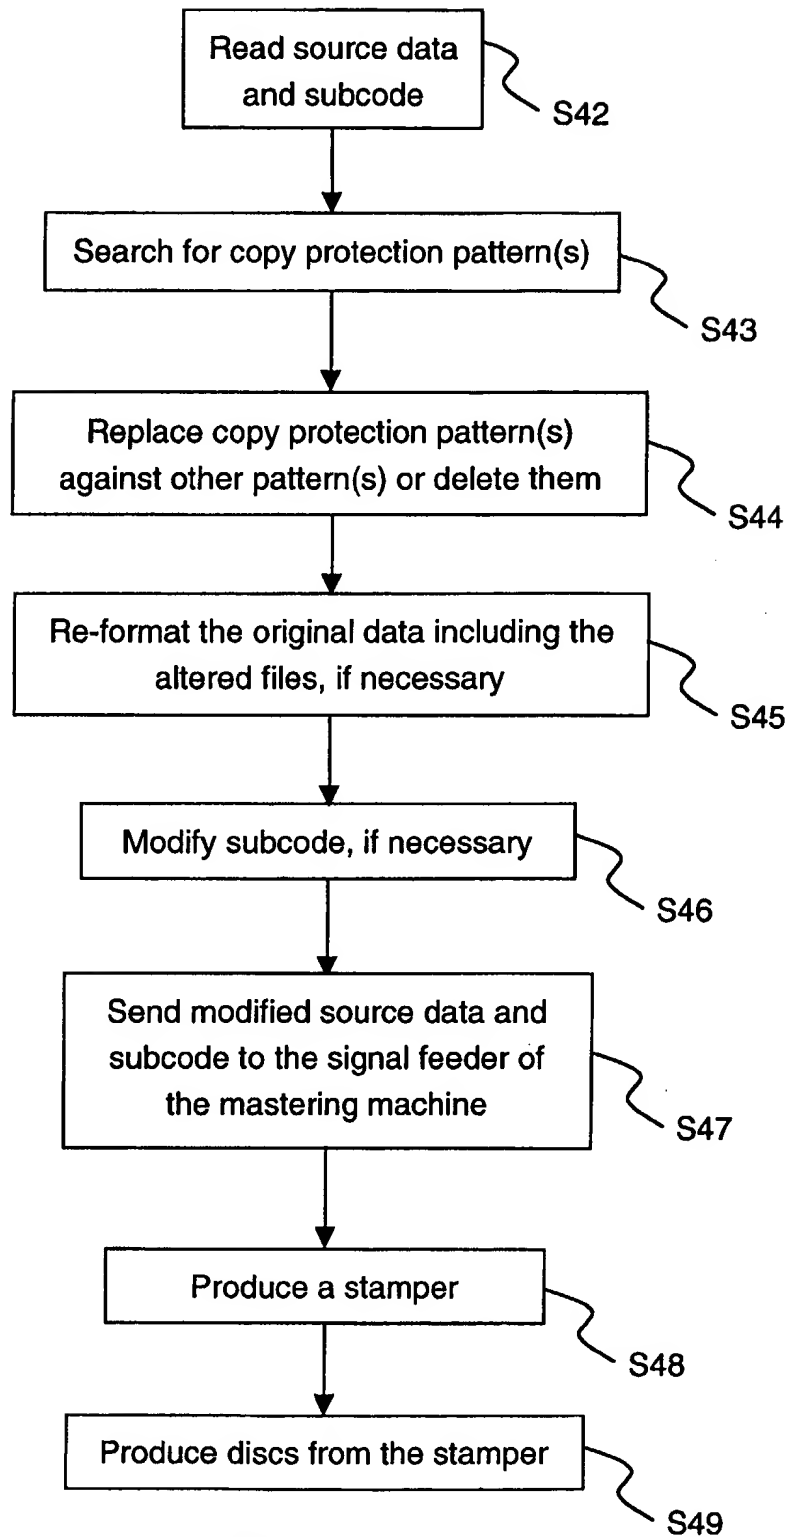 Read source data
and subcode
S42
Search for copy protection pattern(s)
S43
Replace copy protection pattern(s)
against other pattern(s) or delete them
S44
Re-format the original data including the
altered files, if necessary
S45
Modify subcode, if necessary
S46
Send modified source data and
subcode to the signal feeder of
the mastering machine
S47
Produce a stamper
S48
Produce discs from the stamper
S49